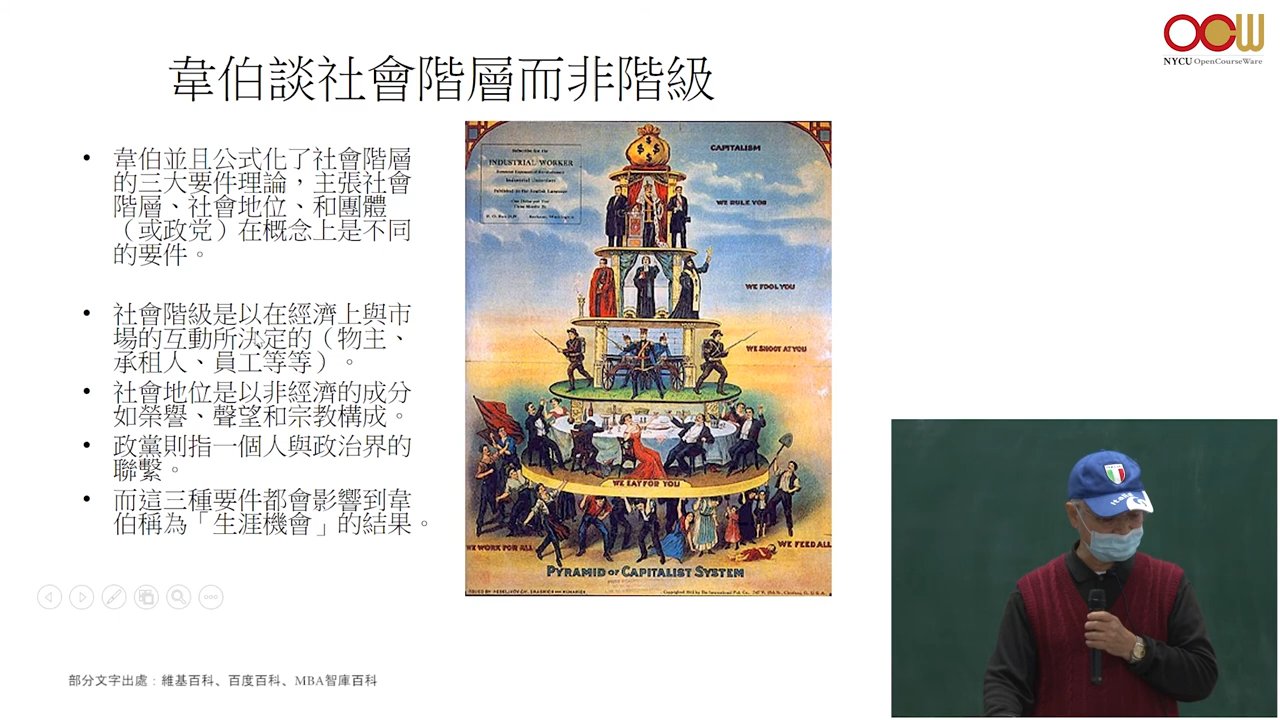 OCW
NYCU OpenCourseWare
韋伯談社會階層而非階級
• 韋伯並且公式化了社會階層
的三大要件理論，主張社會
階層、社會地位、和團體
（或政党）在概念上是不同
的要件。
• 社會階級是以在經濟上與市
場的互動所決定的（物主、
承租人、員工等等）。
• 社會地位是以非經濟的成分
如榮譽、聲望和宗教構成。
• 政黨則指一個人與政治界的
聯繫。
• 而這三種要件都會影響到韋
伯稱為「生涯機會」的結果。
Subscribe for the
INDUSTRIAL WORKER
Industrial Unionism
Published in the English Language
CAPITALISM
WE RULE YOU
WE FOOL YOU
WE SHOOT AT YOU
WE EAT FOR YOU
WE WORK FOR ALL
WE FEED ALL
PYRAMID OF CAPITALIST SYSTEM
部分文字出處：維基百科、百度百科、MBA智庫百科
ITALIA